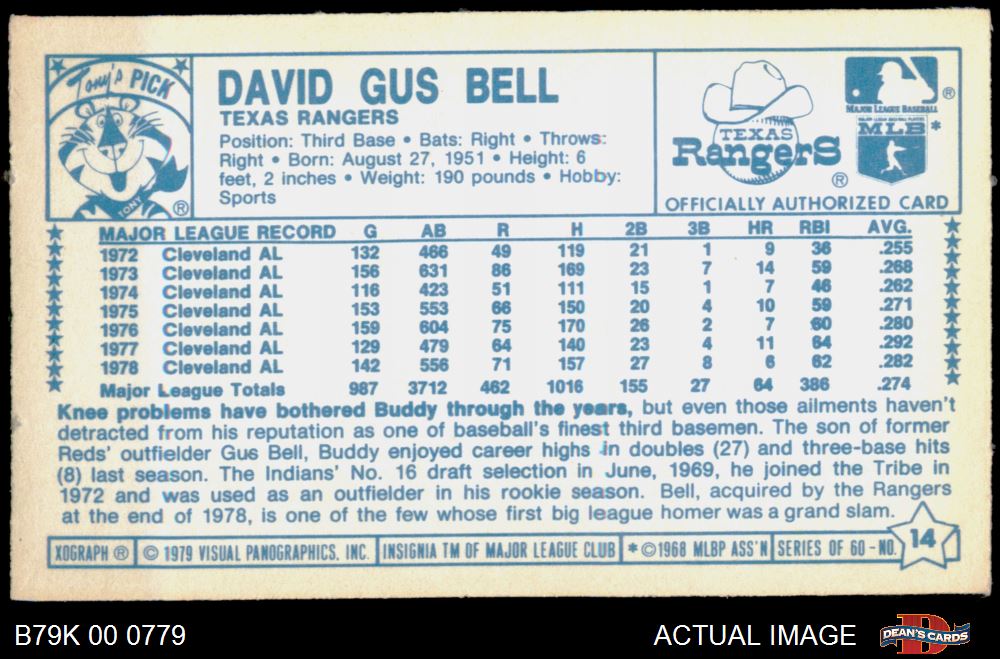 Tony's PICK
TONY
®
DAVID GUS BELL
TEXAS RANGERS
Position: Third Base • Bats: Right • Throws:
Right • Born: August 27, 1951 • Height: 6
feet, 2 inches • Weight: 190 pounds • Hobby:
Sports
TEXAS
RangerS
®
®
MAJOR LEAGUE BASEBALL
MAJOR LEAGUE BASEBALL PLAYERS
MLB *
OFFICIALLY AUTHORIZED CARD
MAJOR LEAGUE RECORD G AB R H 2B 3B HR RBI AVG.
1972 Cleveland AL 132 466 49 119 21 1 9 36 .255
1973 Cleveland AL 156 631 86 169 23 7 14 59 .268
1974 Cleveland AL 116 423 51 111 15 1 7 46 .262
1975 Cleveland AL 153 553 66 150 20 4 10 59 .271
1976 Cleveland AL 159 604 75 170 26 2 7 60 .280
1977 Cleveland AL 129 479 64 140 23 4 11 64 .292
1978 Cleveland AL 142 556 71 157 27 8 6 62 .282
Major League Totals 987 3712 462 1016 155 27 64 386 .274
Knee problems have bothered Buddy through the years, but even those ailments haven't
detracted from his reputation as one of baseball's finest third basemen. The son of former
Reds' outfielder Gus Bell, Buddy enjoyed career highs in doubles (27) and three-base hits
(8) last season. The Indians' No. 16 draft selection in June, 1969, he joined the Tribe in
1972 and was used as an outfielder in his rookie season. Bell, acquired by the Rangers
at the end of 1978, is one of the few whose first big league homer was a grand slam.
XOGRAPH ® © 1979 VISUAL PANOGRAPHICS, INC. INSIGNIA TM OF MAJOR LEAGUE CLUB * ©1968 MLBP ASS'N SERIES OF 60 - NO. 14
B79K 00 0779
ACTUAL IMAGE
DEAN'S CARDS